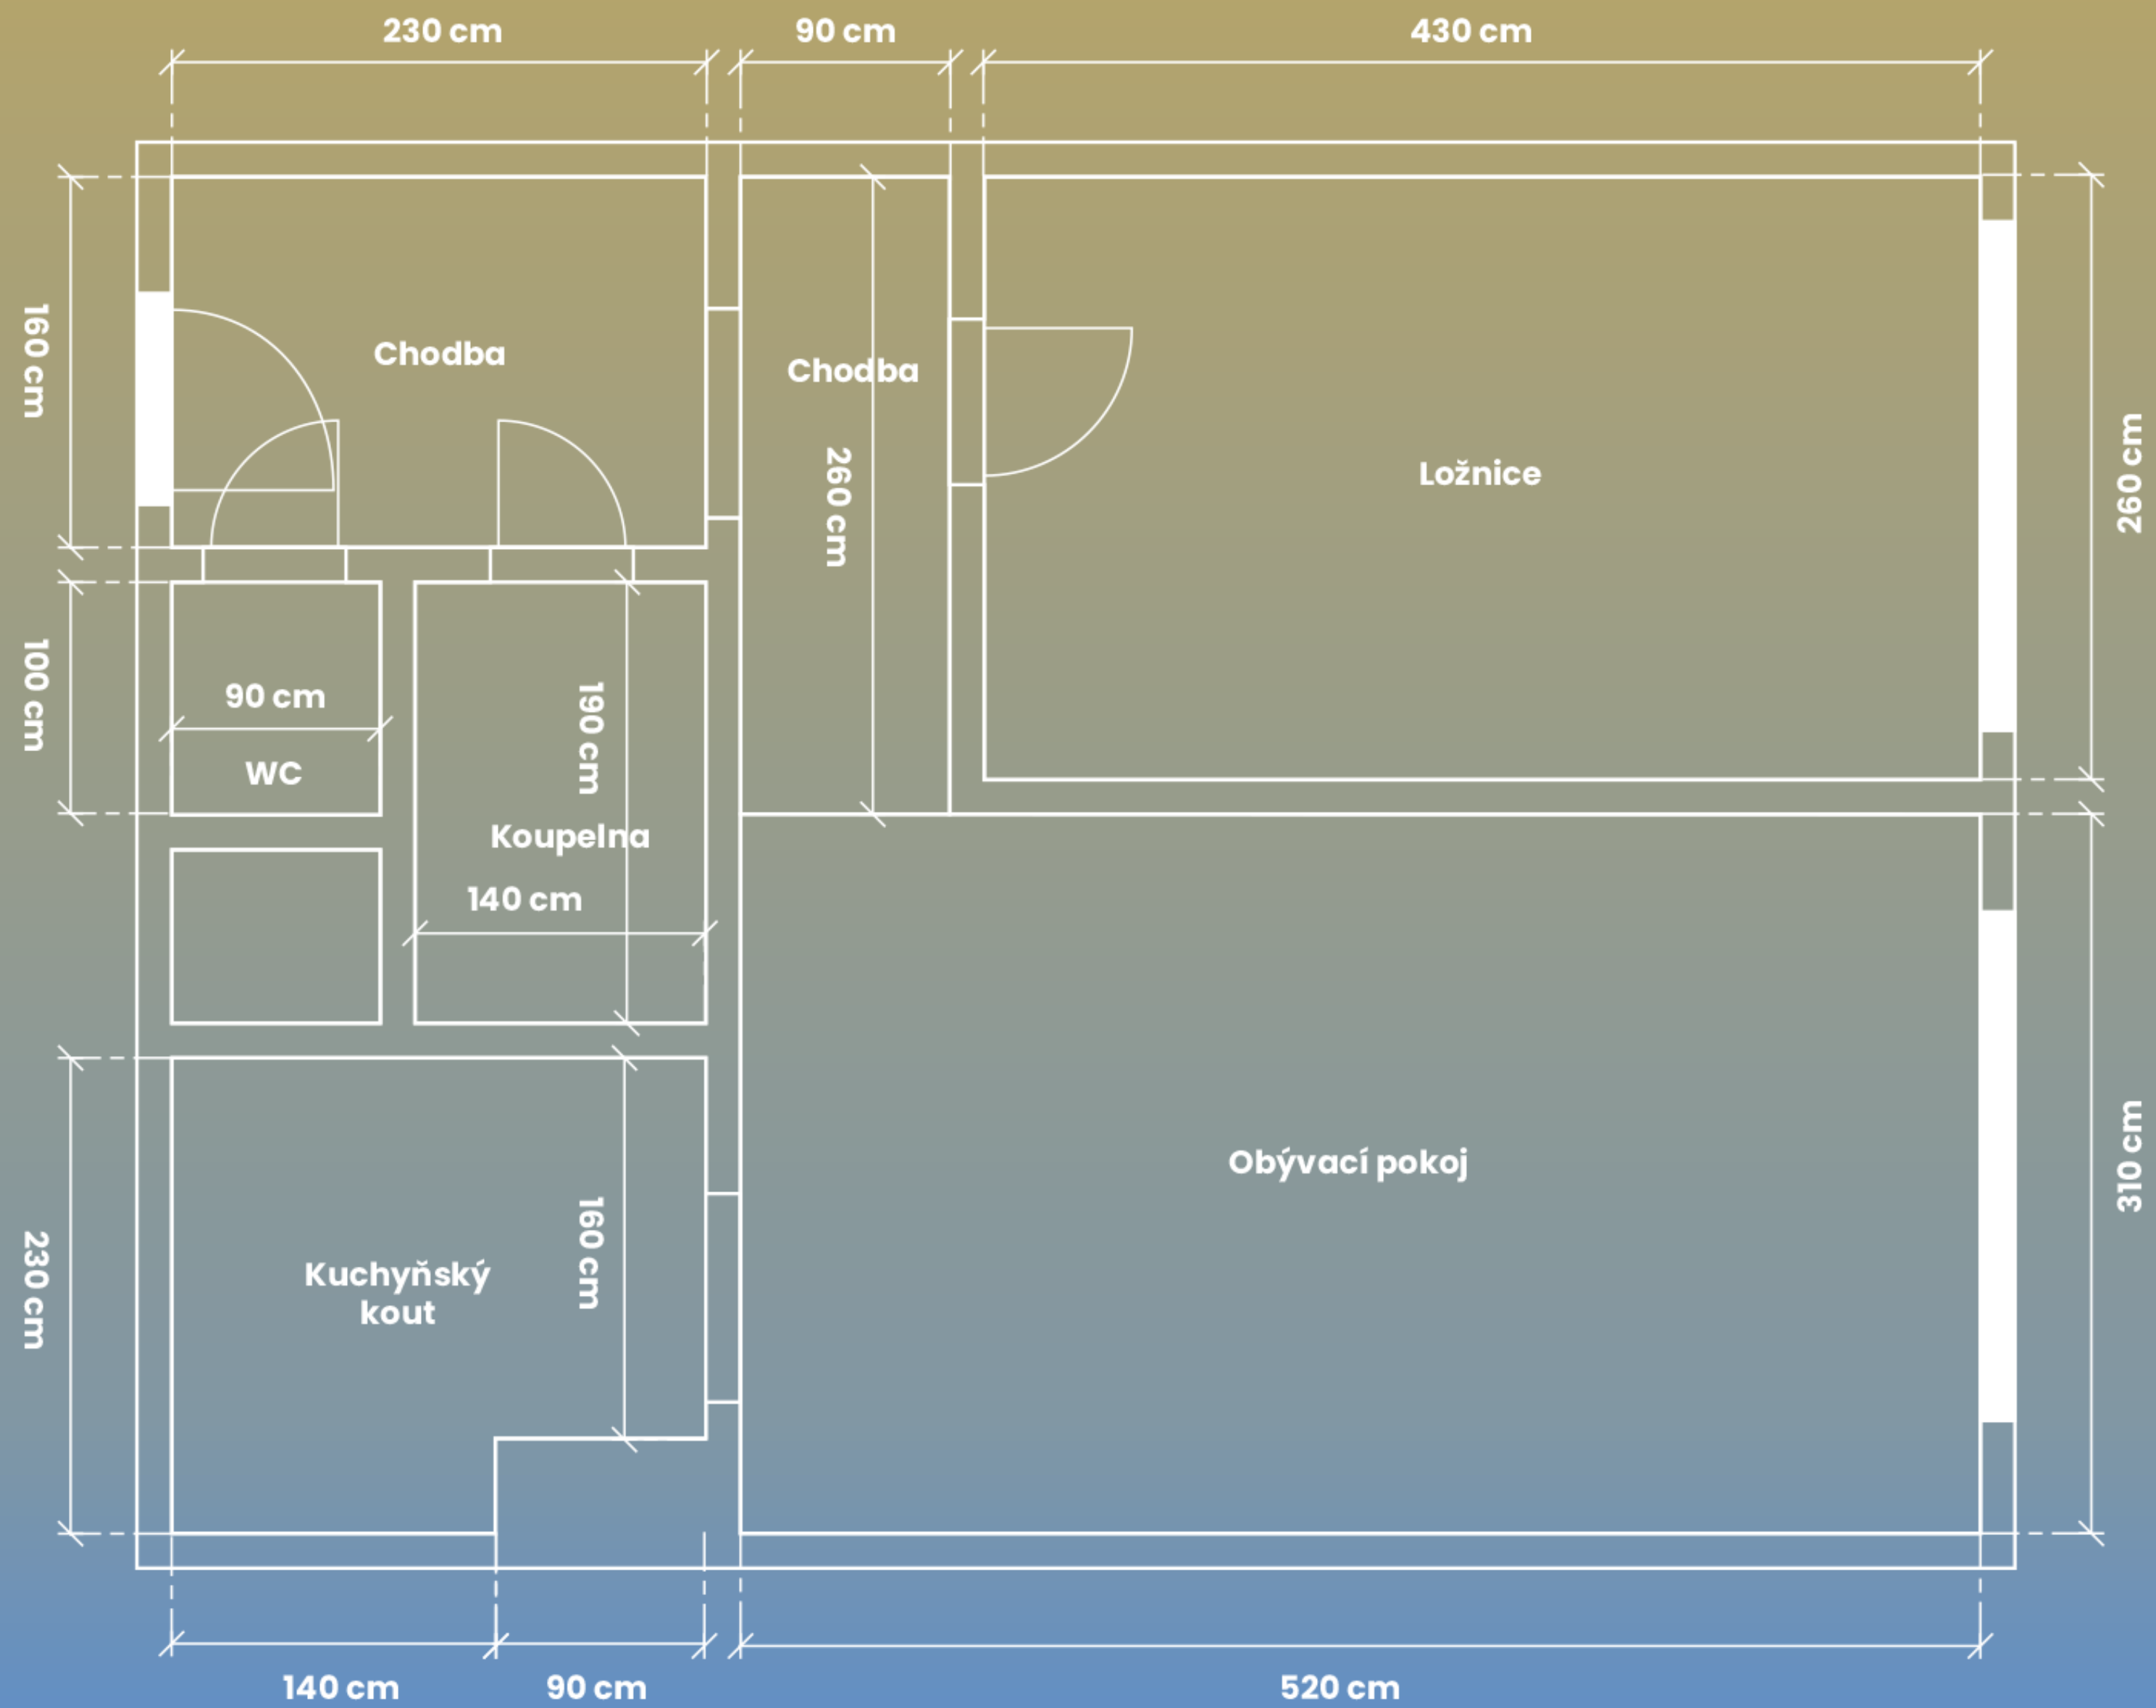 230 cm
90 cm
430 cm
160 cm
Chodba
Chodba
260 cm
Ložnice
260 cm
100 cm
90 cm
WC
190 cm
Koupelna
140 cm
Obývací pokoj
310 cm
230 cm
Kuchyňský
kout
160 cm
140 cm
90 cm
520 cm